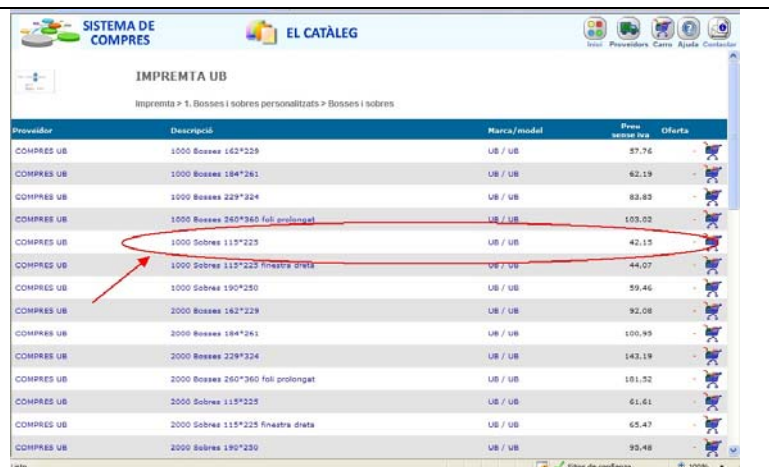 SISTEMA DE COMPRES
EL CATÀLEG
Inici Proveïdors Carro Ajuda Contactar
IMPREMTA UB
Impremta > 1. Bosses i sobres personalitzats > Bosses i sobres
Proveïdor Descripció Marca/model Preu sense iva Oferta
COMPRES UB 1000 Bosses 162*229 UB / UB 57.76 -
COMPRES UB 1000 Bosses 184*261 UB / UB 62.19 -
COMPRES UB 1000 Bosses 229*324 UB / UB 83.83 -
COMPRES UB 1000 Bosses 260*360 foli prolongat UB / UB 103.02 -
COMPRES UB 1000 Sobres 115*225 UB / UB 42.15 -
COMPRES UB 1000 Sobres 115*225 finestra dreta UB / UB 44.07 -
COMPRES UB 1000 Sobres 190*250 UB / UB 59.46 -
COMPRES UB 2000 Bosses 162*229 UB / UB 92.08 -
COMPRES UB 2000 Bosses 184*261 UB / UB 100.95 -
COMPRES UB 2000 Bosses 229*324 UB / UB 143.19 -
COMPRES UB 2000 Bosses 260*360 foli prolongat UB / UB 181.52 -
COMPRES UB 2000 Sobres 115*225 UB / UB 61.61 -
COMPRES UB 2000 Sobres 115*225 finestra dreta UB / UB 65.47 -
COMPRES UB 2000 Sobres 190*250 UB / UB 95.48 -
Listo Sitios de confianza 100%